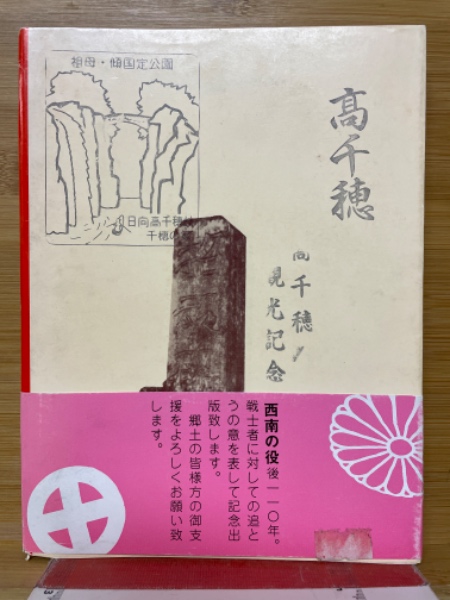 祖母・傾国定公園
日向高千穂
千穂の
高千穂
千穂
光記念
西南の役後一一〇年。
戦士者に対しての追と
うの意を表して記念出
版致します。
郷土の皆様方の御支
援をよろしくお願い致
します。